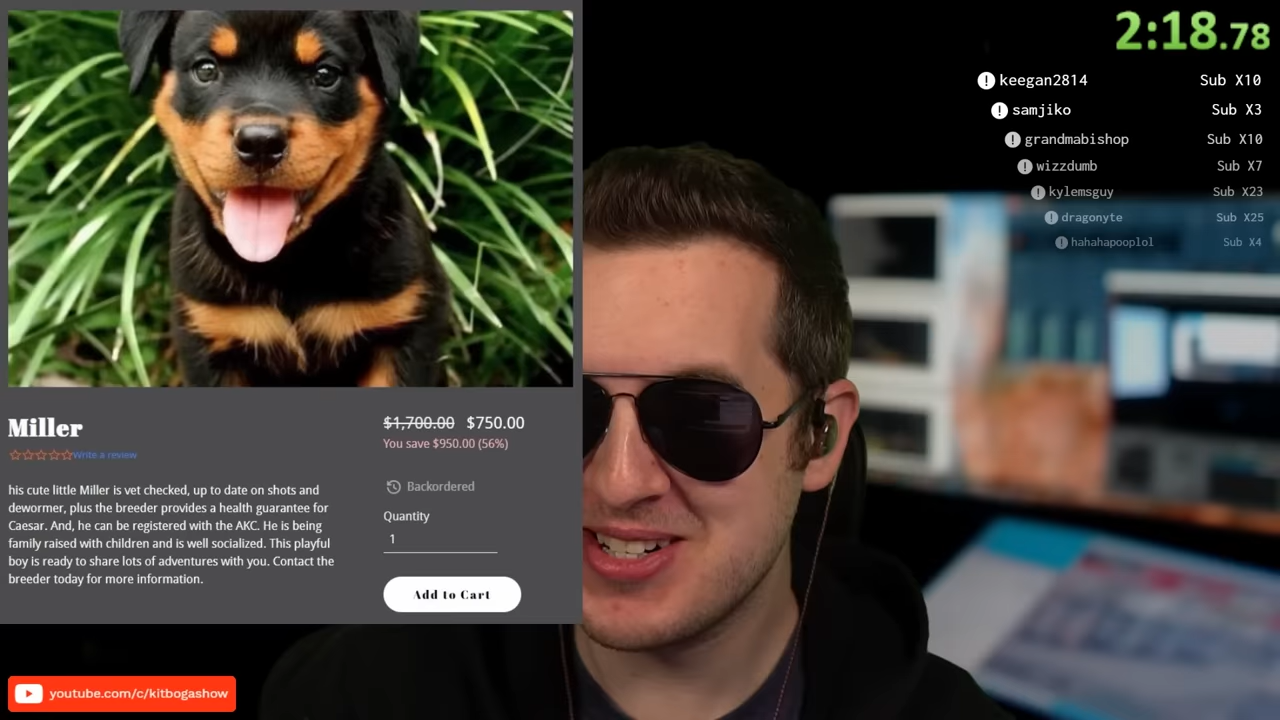 2:18.78
keegan2814 Sub X10
samjiko Sub X3
grandmabishop Sub X10
wizzdumb Sub X7
kylemsguy Sub X23
dragonyte Sub X25
hahahapooplol Sub X4
Miller
Write a review
his cute little Miller is vet checked, up to date on shots and
dewormer, plus the breeder provides a health guarantee for
Caesar. And, he can be registered with the AKC. He is being
family raised with children and is well socialized. This playful
boy is ready to share lots of adventures with you. Contact the
breeder today for more information.
$1,700.00 $750.00
You save $950.00 (56%)
Backordered
Quantity
1
Add to Cart
youtube.com/c/kitbogashow